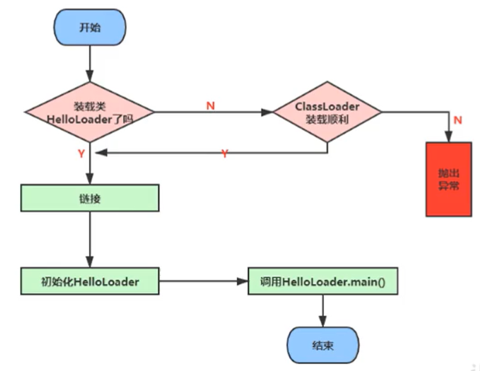 开始
装载类
HelloLoader了吗
N
ClassLoader
装载顺利
N
Y
Y
抛出
异常
链接
初始化HelloLoader
调用HelloLoader.main()
结束